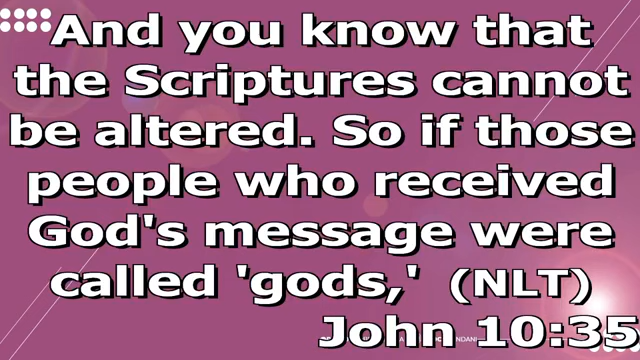 And you know that
the Scriptures cannot
be altered. So if those
people who received
God's message were
called 'gods,' (NLT)
John 10:35